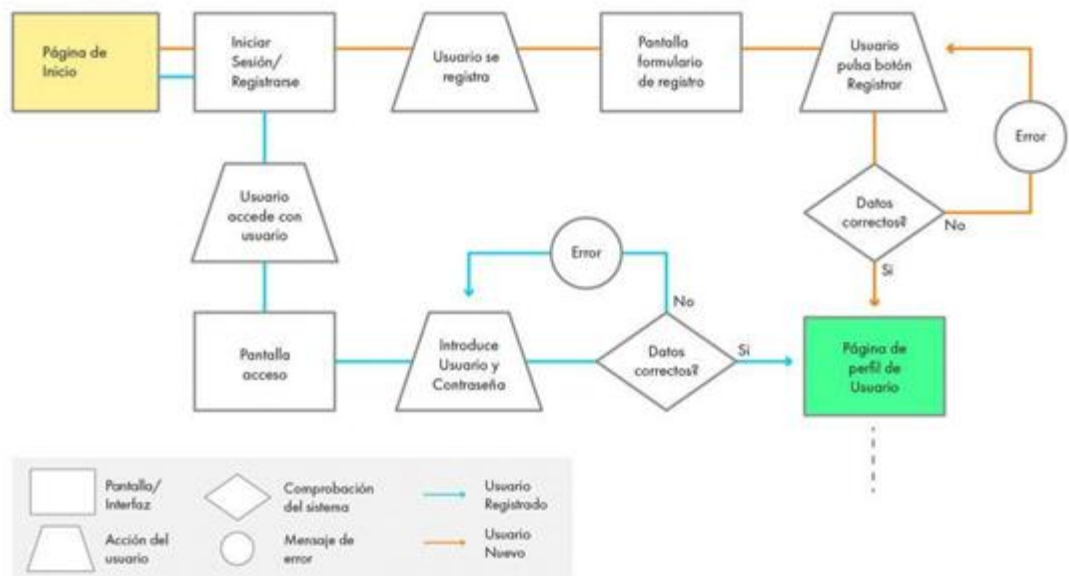 Página de
Inicio
Iniciar
Sesión/
Registrarse
Usuario se
registra
Pantalla
formulario
de registro
Usuario
pulsa botón
Registrar
Error
Datos
correctos?
No
Sí
Usuario
accede con
usuario
Error
No
Pantalla
acceso
Introduce
Usuario y
Contraseña
Datos
correctos?
Sí
Página de
perfil de
Usuario
Pantalla/
Interfaz
Comprobación
del sistema
Usuario
Registrado
Acción del
usuario
Mensaje de
error
Usuario
Nuevo